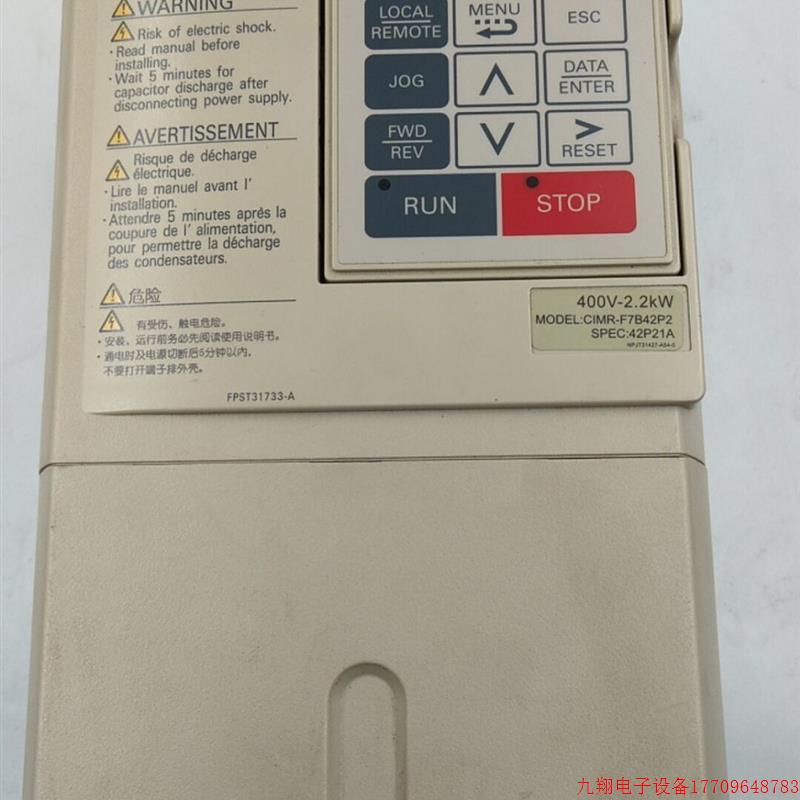 WARNING
Risk of electric shock.
· Read manual before
installing.
· Wait 5 minutes for
capacitor discharge after
disconnecting power supply.
AVERTISSEMENT
Risque de décharge
électrique.
· Lire le manuel avant l'
installation.
· Attendre 5 minutes après la
coupure de l' alimentation,
pour permettre la décharge
des condensateurs.
危险
有受伤、触电危险。
· 安装、运行前务必先阅读使用说明书。
· 通电时及电源切断后5分钟以内,
不要打开端子排外壳。
FPST31733-A
LOCAL
REMOTE
MENU
ESC
JOG
DATA
ENTER
FWD
REV
RESET
RUN
STOP
400V-2.2kW
MODEL:CIMR-F7B42P2
SPEC:42P21A
九翔电子设备17709648783